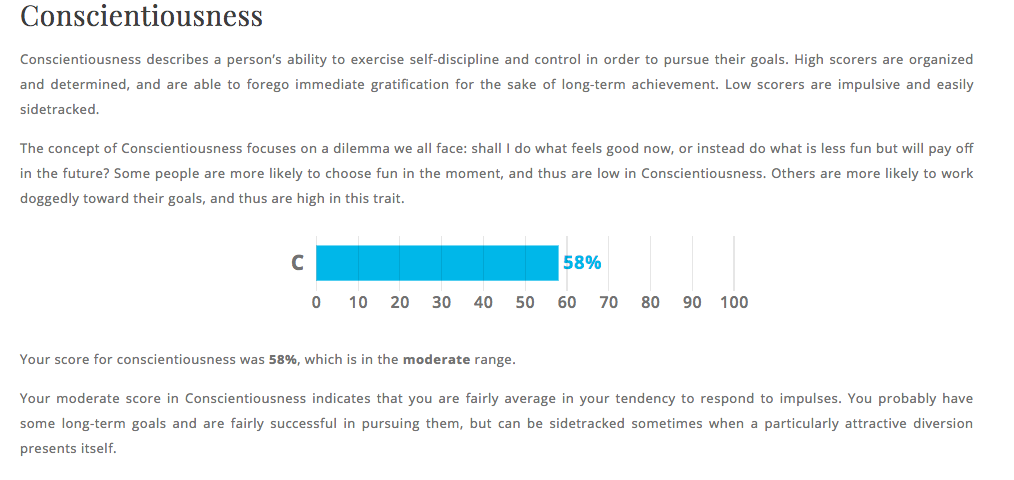 Conscientiousness
Conscientiousness describes a person's ability to exercise self-discipline and control in order to pursue their goals. High scorers are organized
and determined, and are able to forego immediate gratification for the sake of long-term achievement. Low scorers are impulsive and easily
sidetracked.
The concept of Conscientiousness focuses on a dilemma we all face: shall I do what feels good now, or instead do what is less fun but will pay off
in the future? Some people are more likely to choose fun in the moment, and thus are low in Conscientiousness. Others are more likely to work
doggedly toward their goals, and thus are high in this trait.
C 58%
0 10 20 30 40 50 60 70 80 90 100
Your score for conscientiousness was 58%, which is in the moderate range.
Your moderate score in Conscientiousness indicates that you are fairly average in your tendency to respond to impulses. You probably have
some long-term goals and are fairly successful in pursuing them, but can be sidetracked sometimes when a particularly attractive diversion
presents itself.